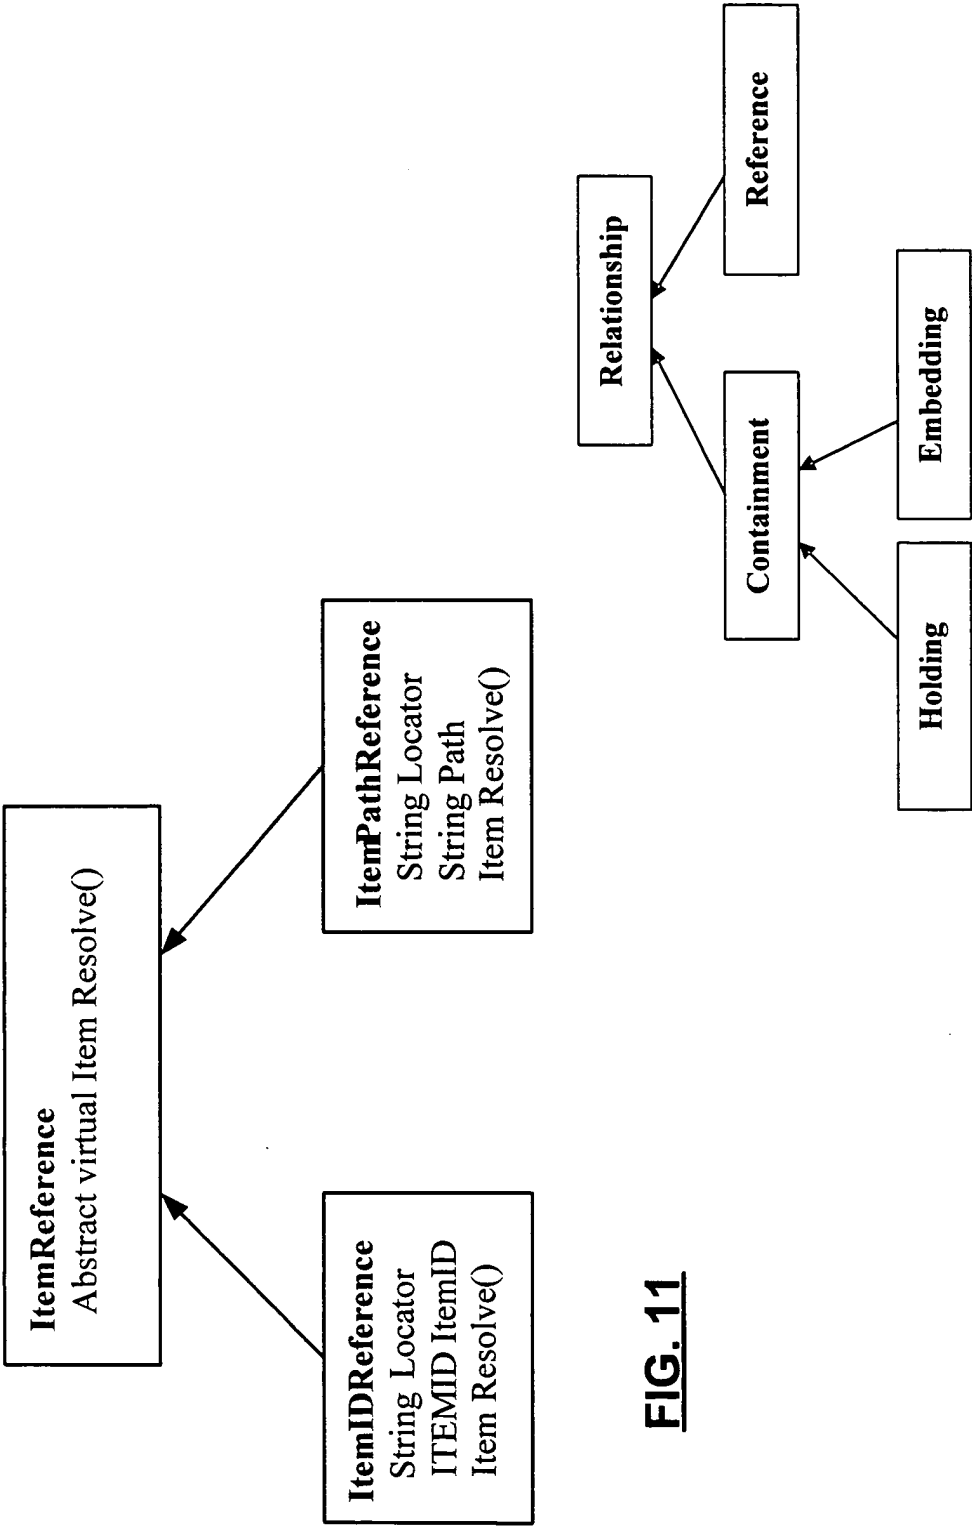 ItemReference
Abstract virtual Item Resolve()
ItemIDReference
String Locator
ITEMID ItemID
Item Resolve()
ItemPathReference
String Locator
String Path
Item Resolve()
Relationship
Containment
Reference
Holding
Embedding
FIG. 11